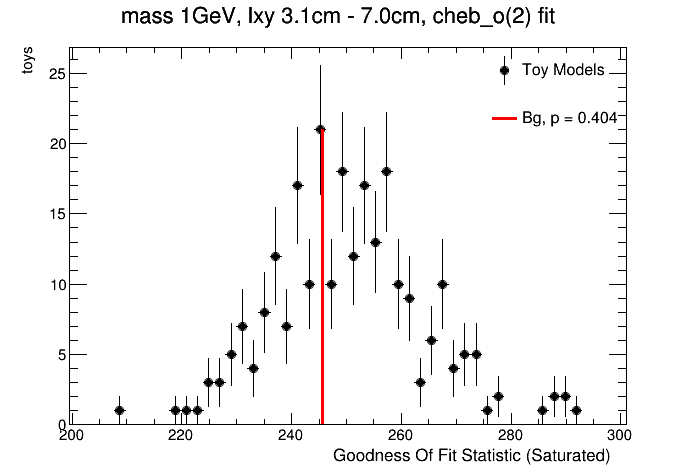 mass 1GeV, lxy 3.1cm - 7.0cm, cheb_o(2) fit
toys
Toy Models
Bg, p = 0.404
25
20
15
10
5
0
200 220 240 260 280 300
Goodness Of Fit Statistic (Saturated)